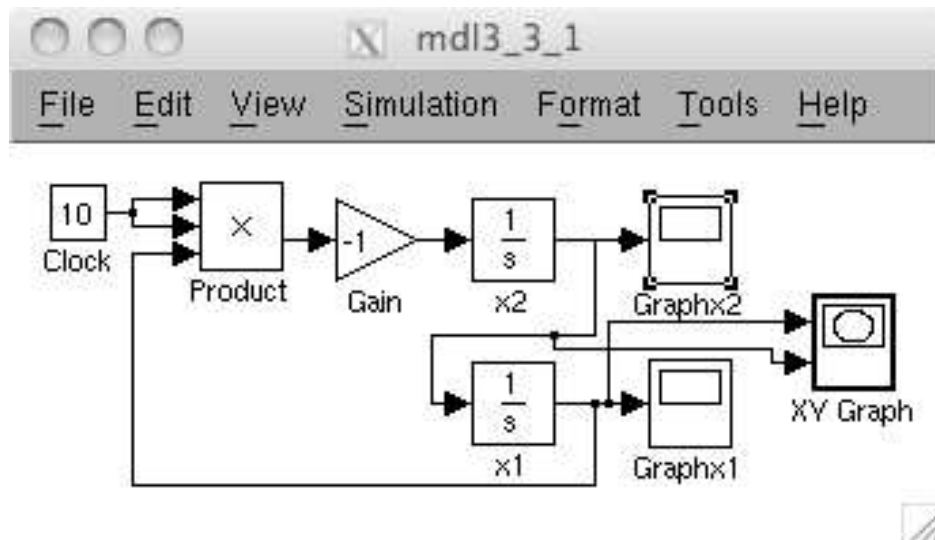 mdl3_3_1
File Edit View Simulation Format Tools Help
10
Clock
×
Product
-1
Gain
1
s
x2
Graphx2
XY Graph
1
s
x1
Graphx1